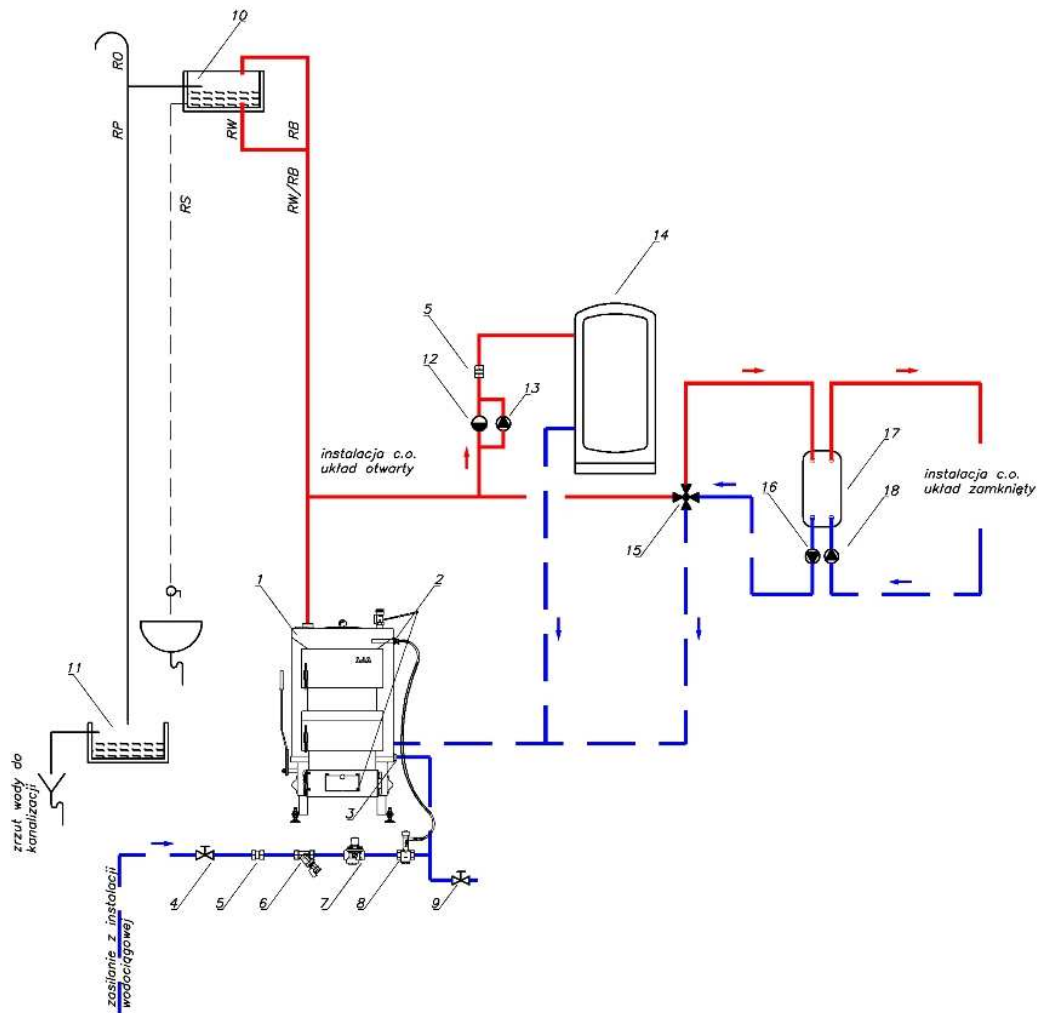 10
RO
RP
RW
RB
RS
RW/RB
14
5
12
13
instalacja c.o.
układ otwarty
17
16
18
instalacja c.o.
układ zamknięty
15
1
2
11
3
zrzut wody do
kanalizacji
4
5
6
7
8
9
zasilanie z instalacji
wodociągowej